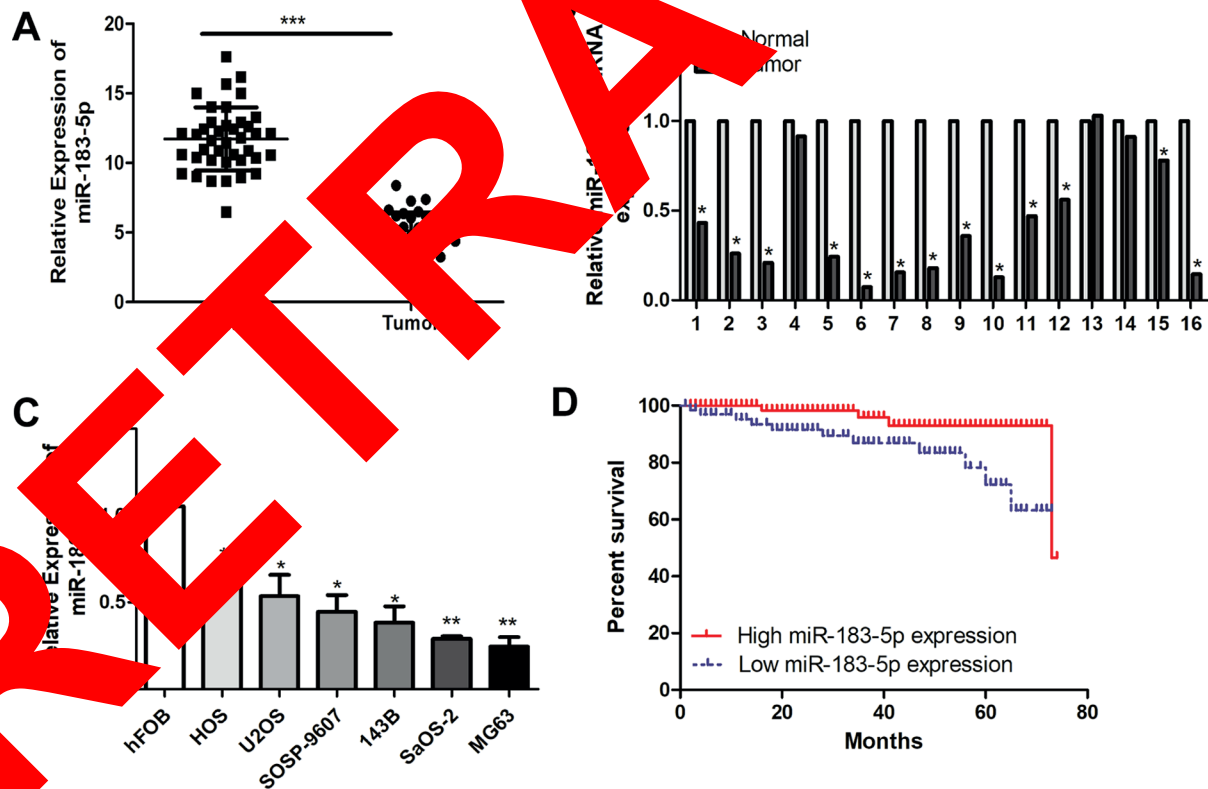 A
***
20
15
10
5
0
Relative Expression of
miR-183-5p
Normal
1.0
0.5
0.0
* * * * * * * * * * * * *
1 2 3 4 5 6 7 8 9 10 11 12 13 14 15 16
C
0.5
* * * ** **
hFOB HOS U2OS SOSP-9607 143B SaOS-2 MG63
D
100
80
60
40
20
0
Percent survival
High miR-183-5p expression
Low miR-183-5p expression
0 20 40 60 80
Months
RETRA